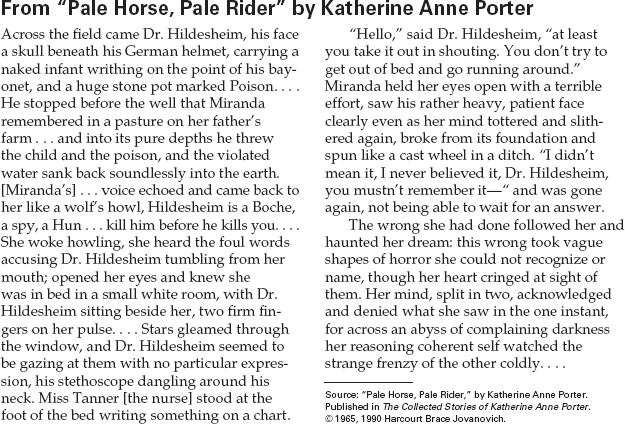 From “Pale Horse, Pale Rider” by Katherine Anne Porter
Across the field came Dr. Hildesheim, his face
a skull beneath his German helmet, carrying a
naked infant writhing on the point of his bay-
onet, and a huge stone pot marked Poison. . . .
He stopped before the well that Miranda
remembered in a pasture on her father’s
farm . . . and into its pure depths he threw
the child and the poison, and the violated
water sank back soundlessly into the earth.
[Miranda’s] . . . voice echoed and came back to
her like a wolf’s howl, Hildesheim is a Boche,
a spy, a Hun . . . kill him before he kills you. . . .
She woke howling, she heard the foul words
accusing Dr. Hildesheim tumbling from her
mouth; opened her eyes and knew she
was in bed in a small white room, with Dr.
Hildesheim sitting beside her, two firm fin-
gers on her pulse. . . . Stars gleamed through
the window, and Dr. Hildesheim seemed to
be gazing at them with no particular expres-
sion, his stethoscope dangling around his
neck. Miss Tanner [the nurse] stood at the
foot of the bed writing something on a chart.
“Hello,” said Dr. Hildesheim, “at least
you take it out in shouting. You don’t try to
get out of bed and go running around.”
Miranda held her eyes open with a terrible
effort, saw his rather heavy, patient face
clearly even as her mind tottered and slith-
ered again, broke from its foundation and
spun like a cast wheel in a ditch. “I didn’t
mean it, I never believed it, Dr. Hildesheim,
you mustn’t remember it—“ and was gone
again, not being able to wait for an answer.
The wrong she had done followed her and
haunted her dream: this wrong took vague
shapes of horror she could not recognize or
name, though her heart cringed at sight of
them. Her mind, split in two, acknowledged
and denied what she saw in the one instant,
for across an abyss of complaining darkness
her reasoning coherent self watched the
strange frenzy of the other coldly. . . .
Source: “Pale Horse, Pale Rider,” by Katherine Anne Porter.
Published in The Collected Stories of Katherine Anne Porter.
© 1965, 1990 Harcourt Brace Jovanovich.